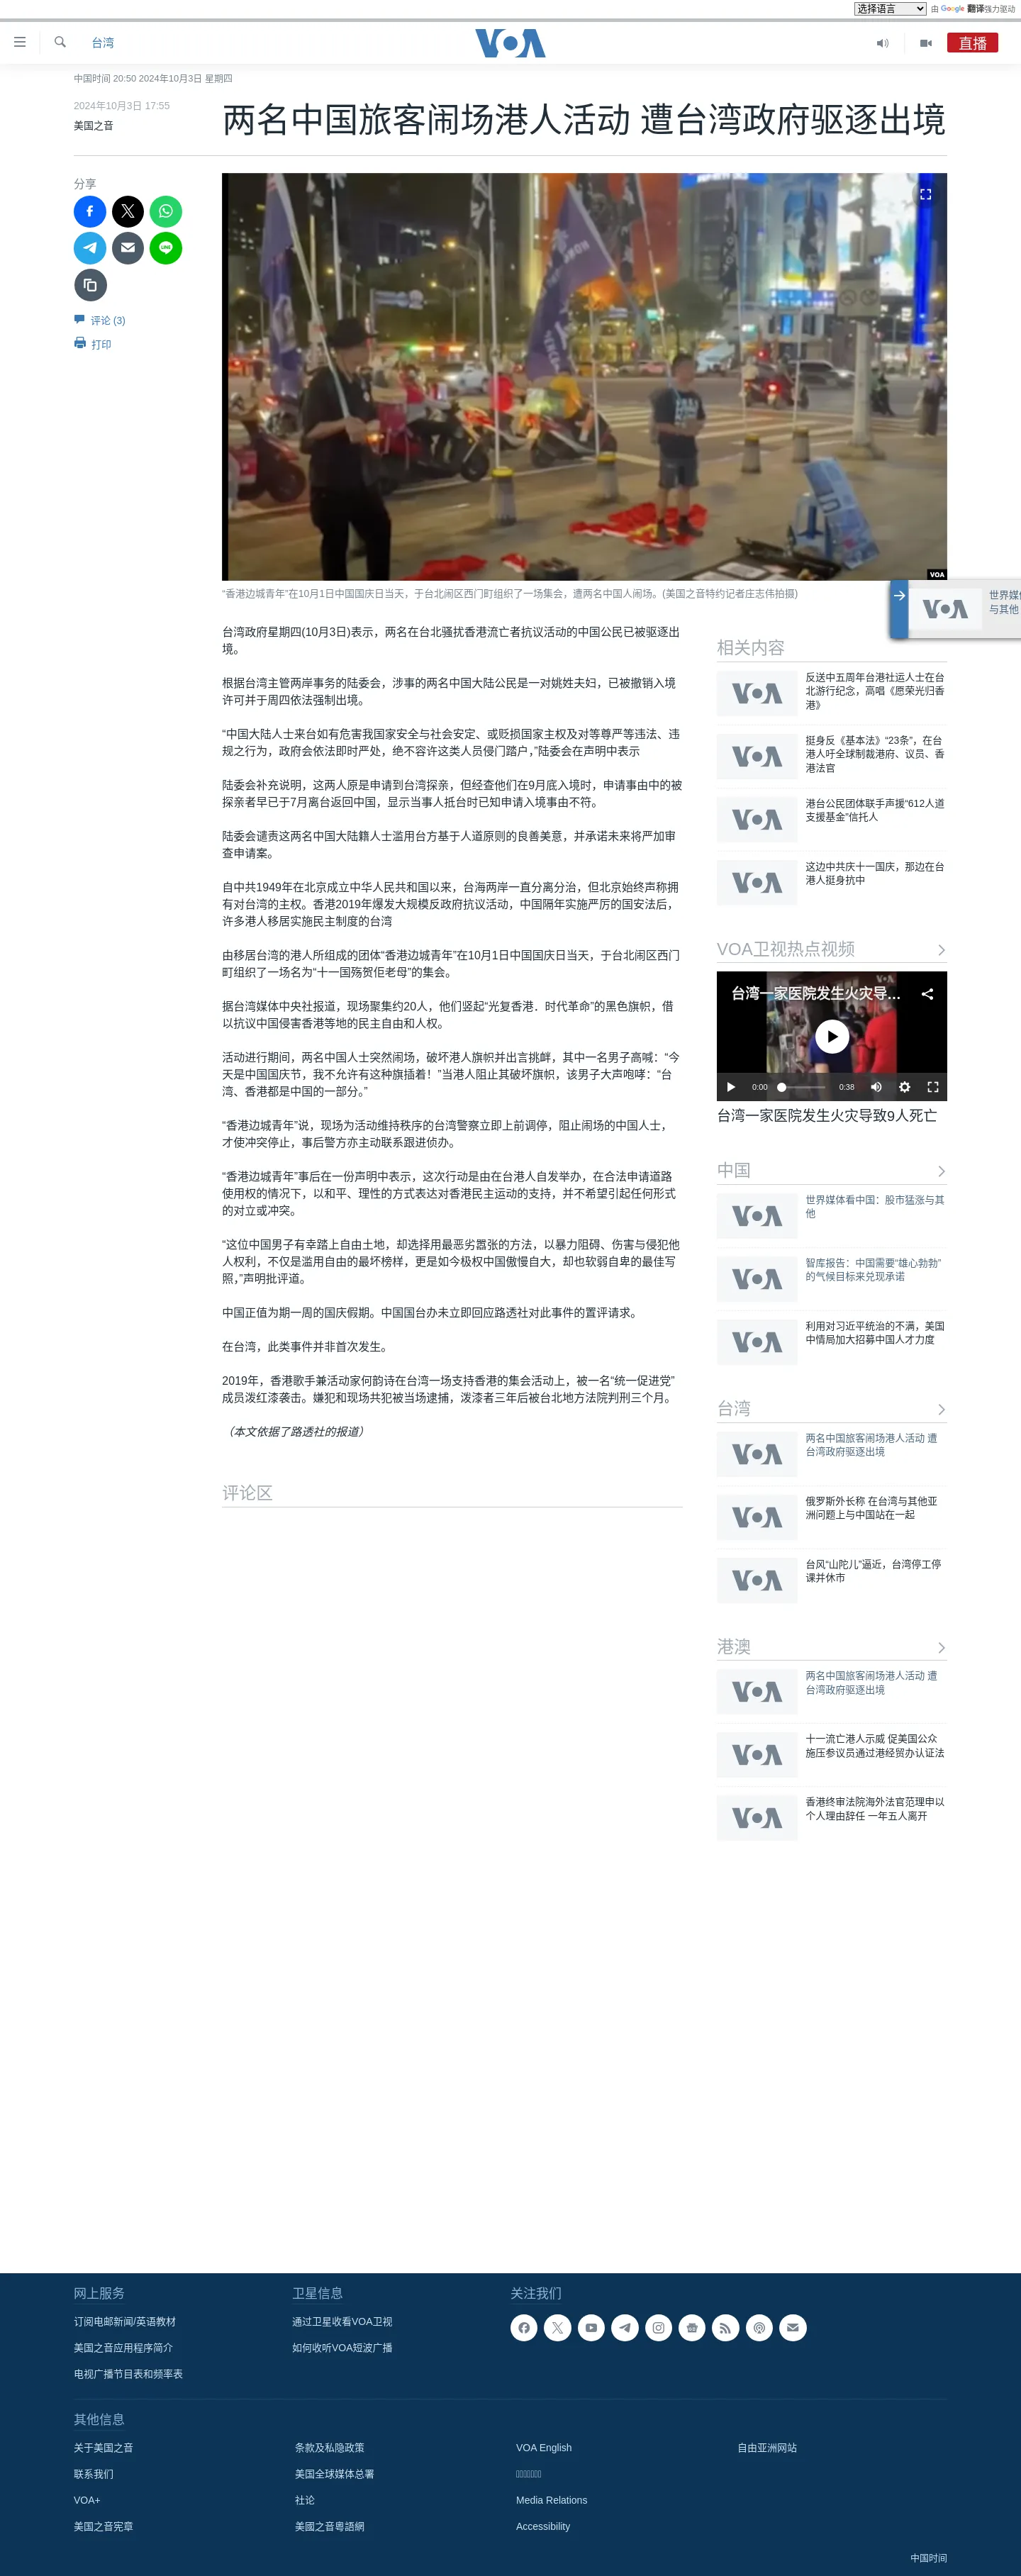 选择语言
由 Google 翻译强力驱动
台湾
VOA
直播
中国时间 20:50 2024年10月3日 星期四
2024年10月3日 17:55
美国之音
两名中国旅客闹场港人活动 遭台湾政府驱逐出境
分享
评论 (3)
打印
VOA
“香港边城青年”在10月1日中国国庆日当天，于台北闹区西门町组织了一场集会，遭两名中国人闹场。(美国之音特约记者庄志伟拍摄)
台湾政府星期四(10月3日)表示，两名在台北骚扰香港流亡者抗议活动的中国公民已被驱逐出
境。
根据台湾主管两岸事务的陆委会，涉事的两名中国大陆公民是一对姚姓夫妇，已被撤销入境
许可并于周四依法强制出境。
“中国大陆人士来台如有危害我国家安全与社会安定、或贬损国家主权及对等尊严等违法、违
规之行为，政府会依法即时严处，绝不容许这类人员侵门踏户，”陆委会在声明中表示
陆委会补充说明，这两人原是申请到台湾探亲，但经查他们在9月底入境时，申请事由中的被
探亲者早已于7月离台返回中国，显示当事人抵台时已知申请入境事由不符。
陆委会谴责这两名中国大陆籍人士滥用台方基于人道原则的良善美意，并承诺未来将严加审
查申请案。
自中共1949年在北京成立中华人民共和国以来，台海两岸一直分离分治，但北京始终声称拥
有对台湾的主权。香港2019年爆发大规模反政府抗议活动，中国隔年实施严厉的国安法后，
许多港人移居实施民主制度的台湾
由移居台湾的港人所组成的团体“香港边城青年”在10月1日中国国庆日当天，于台北闹区西门
町组织了一场名为“十一国殇贺佢老母”的集会。
据台湾媒体中央社报道，现场聚集约20人，他们竖起“光复香港．时代革命”的黑色旗帜，借
以抗议中国侵害香港等地的民主自由和人权。
活动进行期间，两名中国人士突然闹场，破坏港人旗帜并出言挑衅，其中一名男子高喊：“今
天是中国国庆节，我不允许有这种旗插着！”当港人阻止其破坏旗帜，该男子大声咆哮：“台
湾、香港都是中国的一部分。”
“香港边城青年”说，现场为活动维持秩序的台湾警察立即上前调停，阻止闹场的中国人士，
才使冲突停止，事后警方亦主动联系跟进侦办。
“香港边城青年”事后在一份声明中表示，这次行动是由在台港人自发举办，在合法申请道路
使用权的情况下，以和平、理性的方式表达对香港民主运动的支持，并不希望引起任何形式
的对立或冲突。
“这位中国男子有幸踏上自由土地，却选择用最恶劣嚣张的方法，以暴力阻碍、伤害与侵犯他
人权利，不仅是滥用自由的最坏榜样，更是如今极权中国傲慢自大，却也软弱自卑的最佳写
照，”声明批评道。
中国正值为期一周的国庆假期。中国国台办未立即回应路透社对此事件的置评请求。
在台湾，此类事件并非首次发生。
2019年，香港歌手兼活动家何韵诗在台湾一场支持香港的集会活动上，被一名“统一促进党”
成员泼红漆袭击。嫌犯和现场共犯被当场逮捕，泼漆者三年后被台北地方法院判刑三个月。
（本文依据了路透社的报道）
评论区
VOA
世界媒体
与其他
相关内容
VOA
反送中五周年台港社运人士在台
北游行纪念，高唱《愿荣光归香
港》
VOA
挺身反《基本法》“23条”，在台
港人吁全球制裁港府、议员、香
港法官
VOA
港台公民团体联手声援“612人道
支援基金”信托人
VOA
这边中共庆十一国庆，那边在台
港人挺身抗中
VOA卫视热点视频
VOA
台湾一家医院发生火灾导...
0:00
0:38
台湾一家医院发生火灾导致9人死亡
中国
VOA
世界媒体看中国：股市猛涨与其
他
VOA
智库报告：中国需要“雄心勃勃”
的气候目标来兑现承诺
VOA
利用对习近平统治的不满，美国
中情局加大招募中国人才力度
台湾
VOA
两名中国旅客闹场港人活动 遭
台湾政府驱逐出境
VOA
俄罗斯外长称 在台湾与其他亚
洲问题上与中国站在一起
VOA
台风“山陀儿”逼近，台湾停工停
课并休市
港澳
VOA
两名中国旅客闹场港人活动 遭
台湾政府驱逐出境
VOA
十一流亡港人示威 促美国公众
施压参议员通过港经贸办认证法
VOA
香港终审法院海外法官范理申以
个人理由辞任 一年五人离开
网上服务
卫星信息
关注我们
订阅电邮新闻/英语教材
通过卫星收看VOA卫视
美国之音应用程序简介
如何收听VOA短波广播
电视广播节目表和频率表
其他信息
关于美国之音
条款及私隐政策
VOA English
自由亚洲网站
联系我们
美国全球媒体总署
VOA+
社论
Media Relations
美国之音宪章
美國之音粵語網
Accessibility
中国时间